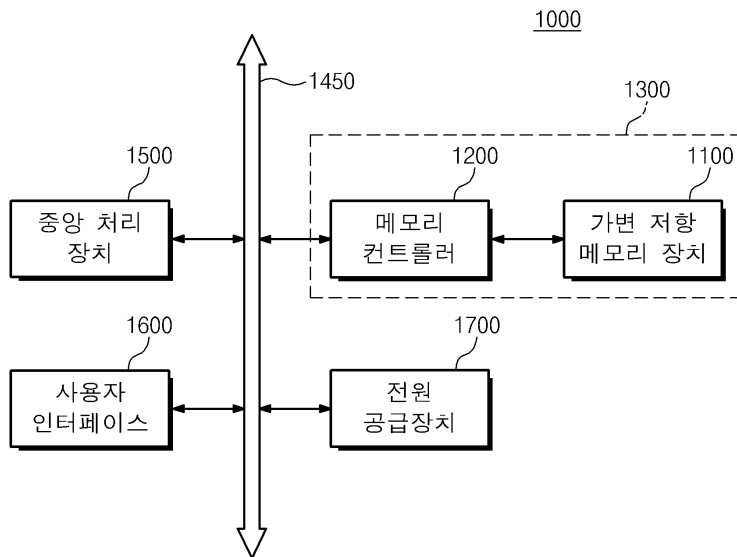 1000
1450
1300
1500
1200
1100
중앙 처리
장치
메모리
컨트롤러
가변 저항
메모리 장치
1600
1700
사용자
인터페이스
전원
공급장치